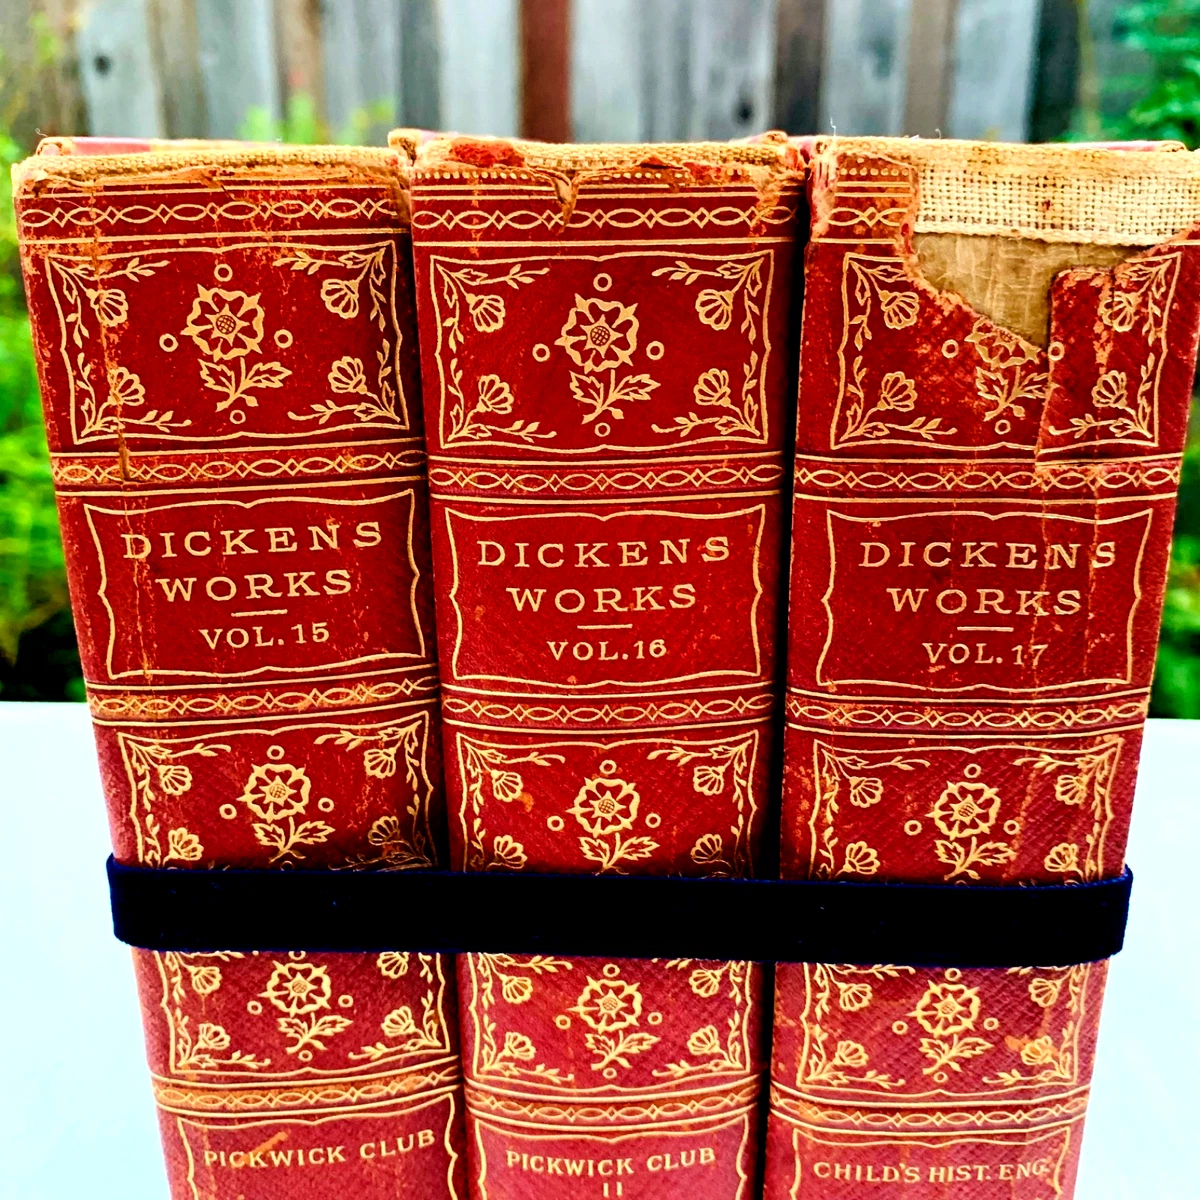 DICKENS
WORKS
VOL. 15
PICKWICK CLUB
DICKENS
WORKS
VOL. 16
PICKWICK CLUB
II
DICKENS
WORKS
VOL. 17
CHILD'S HIST. ENG.